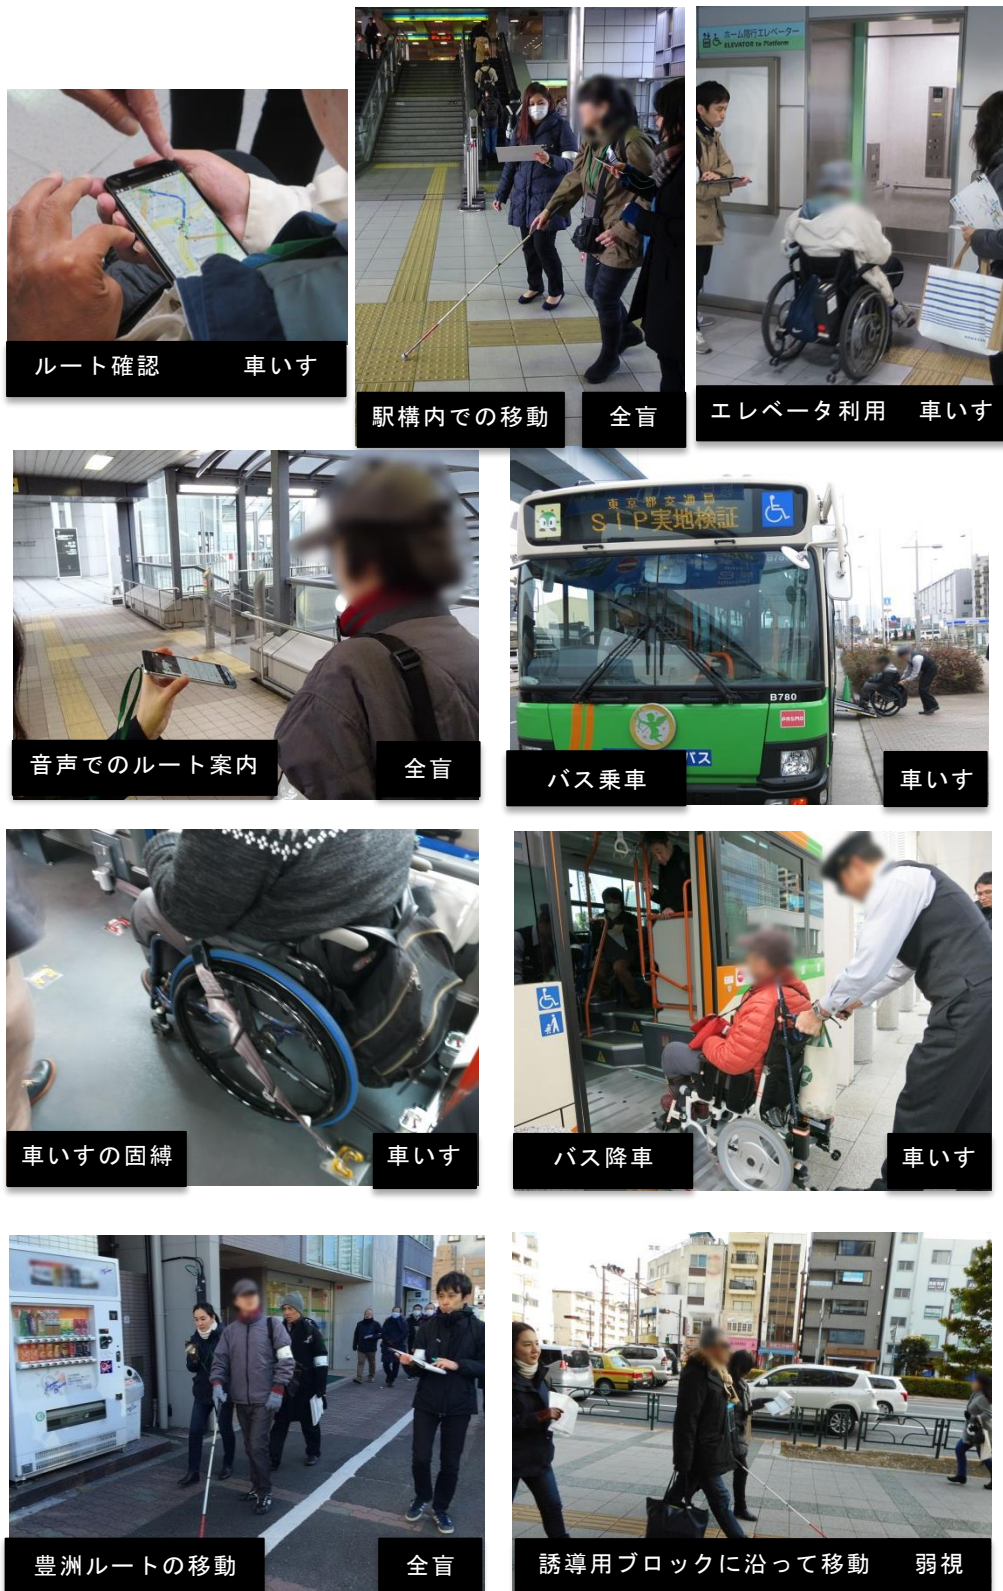 ホーム階行エレベーター
ELEVATOR to Platform
ルート確認 車いす
駅構内での移動 全盲
エレベータ利用 車いす
東京都交通局
SIP実地検証
B780
PASMO
バス
音声でのルート案内 全盲
バス乗車 車いす
車いすの固縛 車いす
バス降車 車いす
豊洲ルートの移動 全盲
誘導用ブロックに沿って移動 弱視